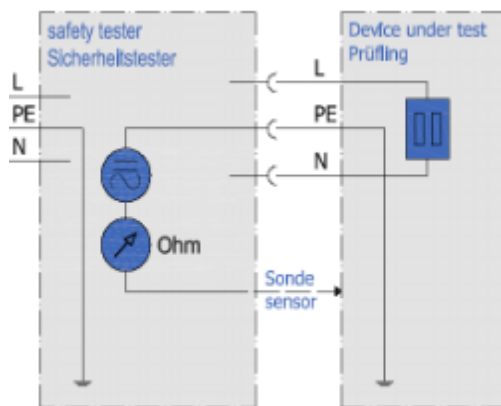 safety tester
Sicherheitstester
Device under test
Prüfling
L
PE
N
L
PE
N
Ohm
Sonde
sensor